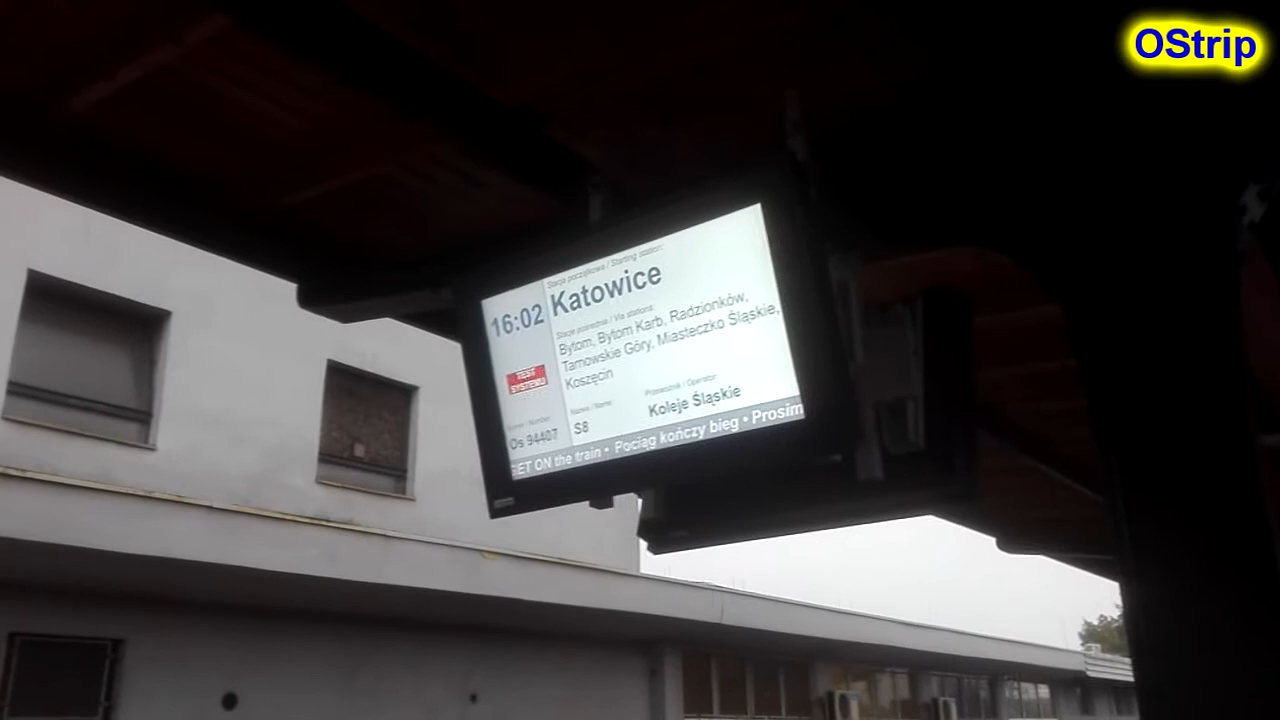 OStrip
Stacja początkowa / Starting station:
16:02 Katowice
Stacje pośrednie / Via stations:
Bytom, Bytom Karb, Radzionków,
Tarnowskie Góry, Miasteczko Śląskie,
Koszęcin
TEST
SYSTEMU
Numer / Number:
Nazwa / Name:
Przewoźnik / Operator:
Os 94407
S8
Koleje Śląskie
GET ON the train • Pociąg kończy bieg • Prosim